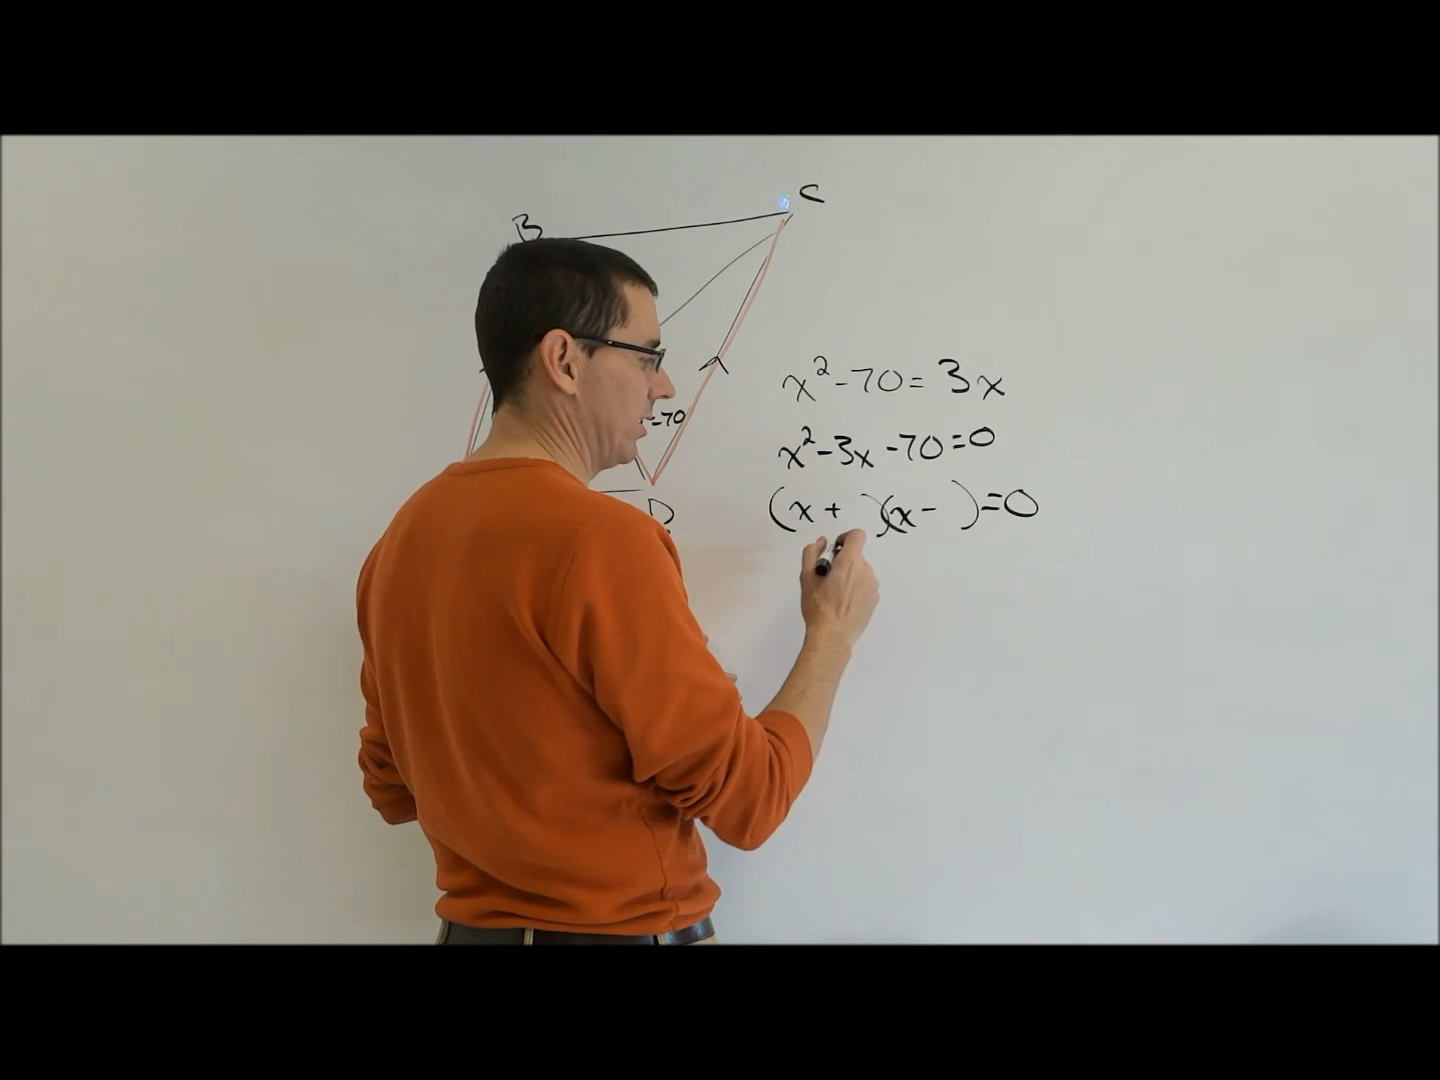 B
C
-70
D
x²-70=3x
x²-3x-70=0
(x+ )(x- )=0